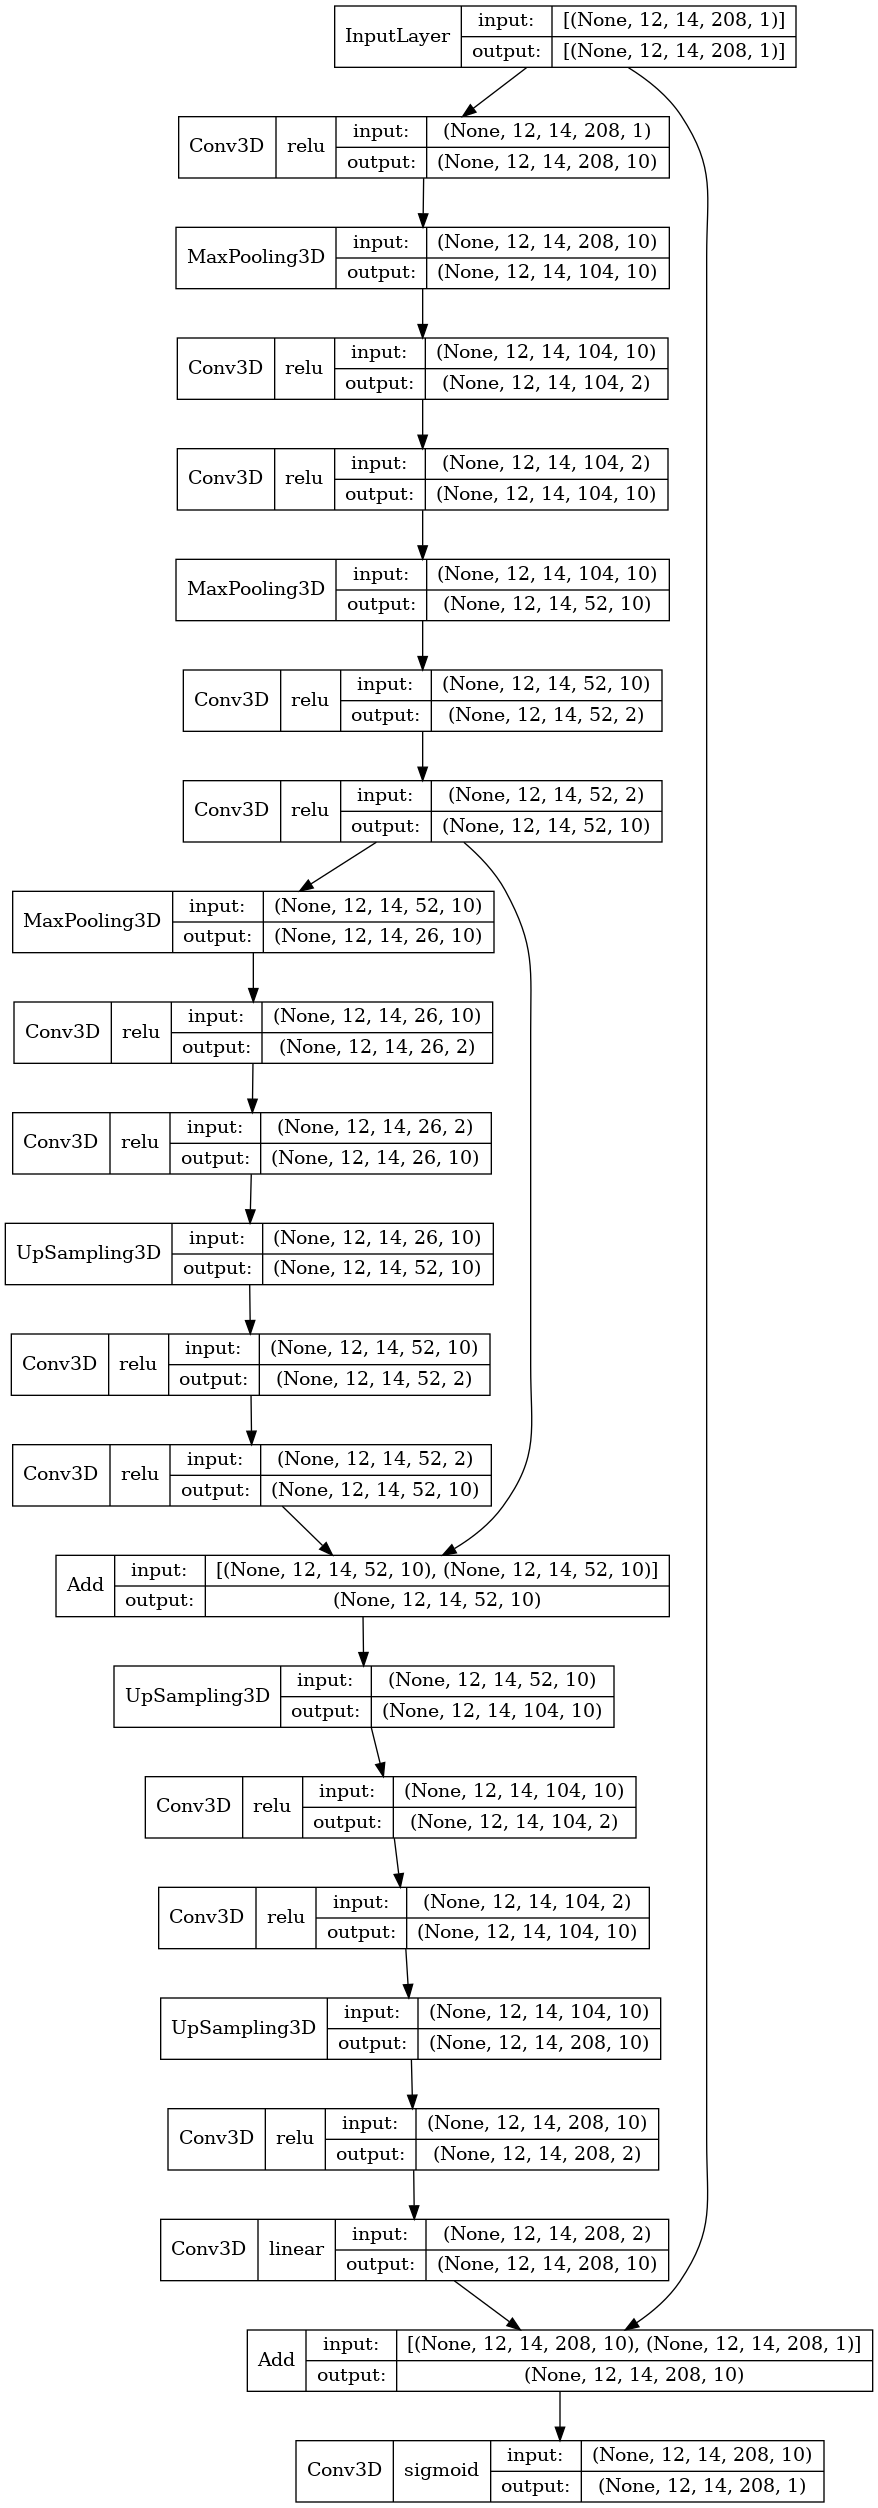 InputLayer input: [(None, 12, 14, 208, 1)]
output: [(None, 12, 14, 208, 1)]
Conv3D relu input: (None, 12, 14, 208, 1)
output: (None, 12, 14, 208, 10)
MaxPooling3D input: (None, 12, 14, 208, 10)
output: (None, 12, 14, 104, 10)
Conv3D relu input: (None, 12, 14, 104, 10)
output: (None, 12, 14, 104, 2)
Conv3D relu input: (None, 12, 14, 104, 2)
output: (None, 12, 14, 104, 10)
MaxPooling3D input: (None, 12, 14, 104, 10)
output: (None, 12, 14, 52, 10)
Conv3D relu input: (None, 12, 14, 52, 10)
output: (None, 12, 14, 52, 2)
Conv3D relu input: (None, 12, 14, 52, 2)
output: (None, 12, 14, 52, 10)
MaxPooling3D input: (None, 12, 14, 52, 10)
output: (None, 12, 14, 26, 10)
Conv3D relu input: (None, 12, 14, 26, 10)
output: (None, 12, 14, 26, 2)
Conv3D relu input: (None, 12, 14, 26, 2)
output: (None, 12, 14, 26, 10)
UpSampling3D input: (None, 12, 14, 26, 10)
output: (None, 12, 14, 52, 10)
Conv3D relu input: (None, 12, 14, 52, 10)
output: (None, 12, 14, 52, 2)
Conv3D relu input: (None, 12, 14, 52, 2)
output: (None, 12, 14, 52, 10)
Add input: [(None, 12, 14, 52, 10), (None, 12, 14, 52, 10)]
output: (None, 12, 14, 52, 10)
UpSampling3D input: (None, 12, 14, 52, 10)
output: (None, 12, 14, 104, 10)
Conv3D relu input: (None, 12, 14, 104, 10)
output: (None, 12, 14, 104, 2)
Conv3D relu input: (None, 12, 14, 104, 2)
output: (None, 12, 14, 104, 10)
UpSampling3D input: (None, 12, 14, 104, 10)
output: (None, 12, 14, 208, 10)
Conv3D relu input: (None, 12, 14, 208, 10)
output: (None, 12, 14, 208, 2)
Conv3D linear input: (None, 12, 14, 208, 2)
output: (None, 12, 14, 208, 10)
Add input: [(None, 12, 14, 208, 10), (None, 12, 14, 208, 1)]
output: (None, 12, 14, 208, 10)
Conv3D sigmoid input: (None, 12, 14, 208, 10)
output: (None, 12, 14, 208, 1)